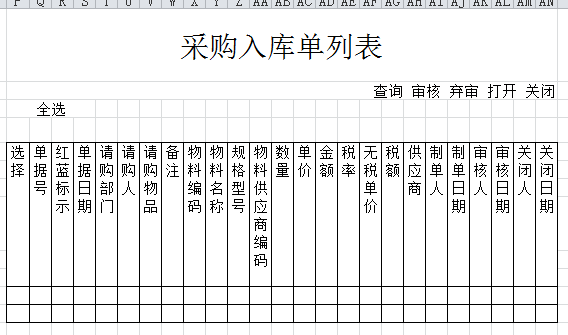 P Q R S T U V W X Y Z AA AB AC AD AE AF AG AH AI AJ AK AL AM AN
采购入库单列表
查询 审核 弃审 打开 关闭
全选
选择 单据号 红蓝标示 单据日期 请购部门 请购人 请购物品 备注 物料编码 物料名称 规格型号 物料供应商编码 数量 单价 金额 税率 无税单价 税额 供应商 制单人 制单日期 审核人 审核日期 关闭人 关闭日期